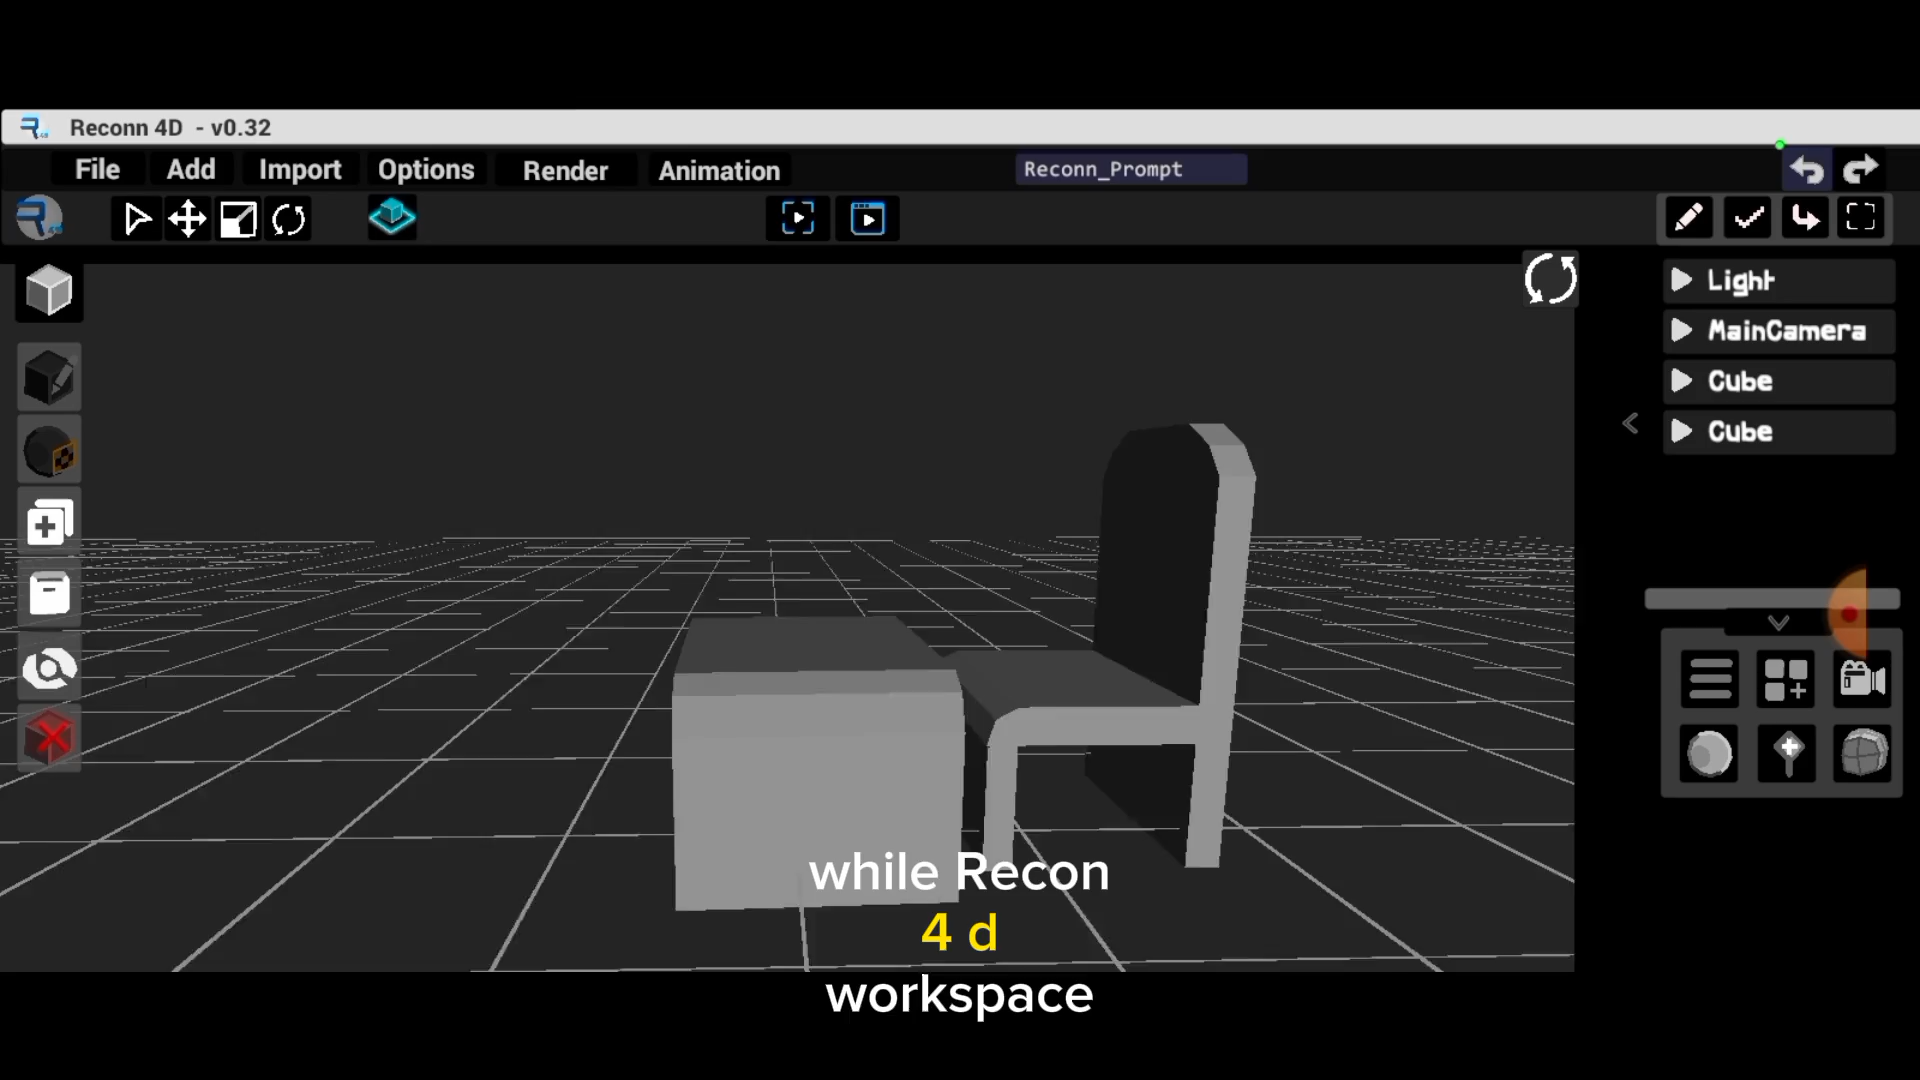 Reconn 4D - v0.32
File Add Import Options Render Animation Reconn_Prompt
Light
MainCamera
Cube
Cube
while Recon
4 d
workspace